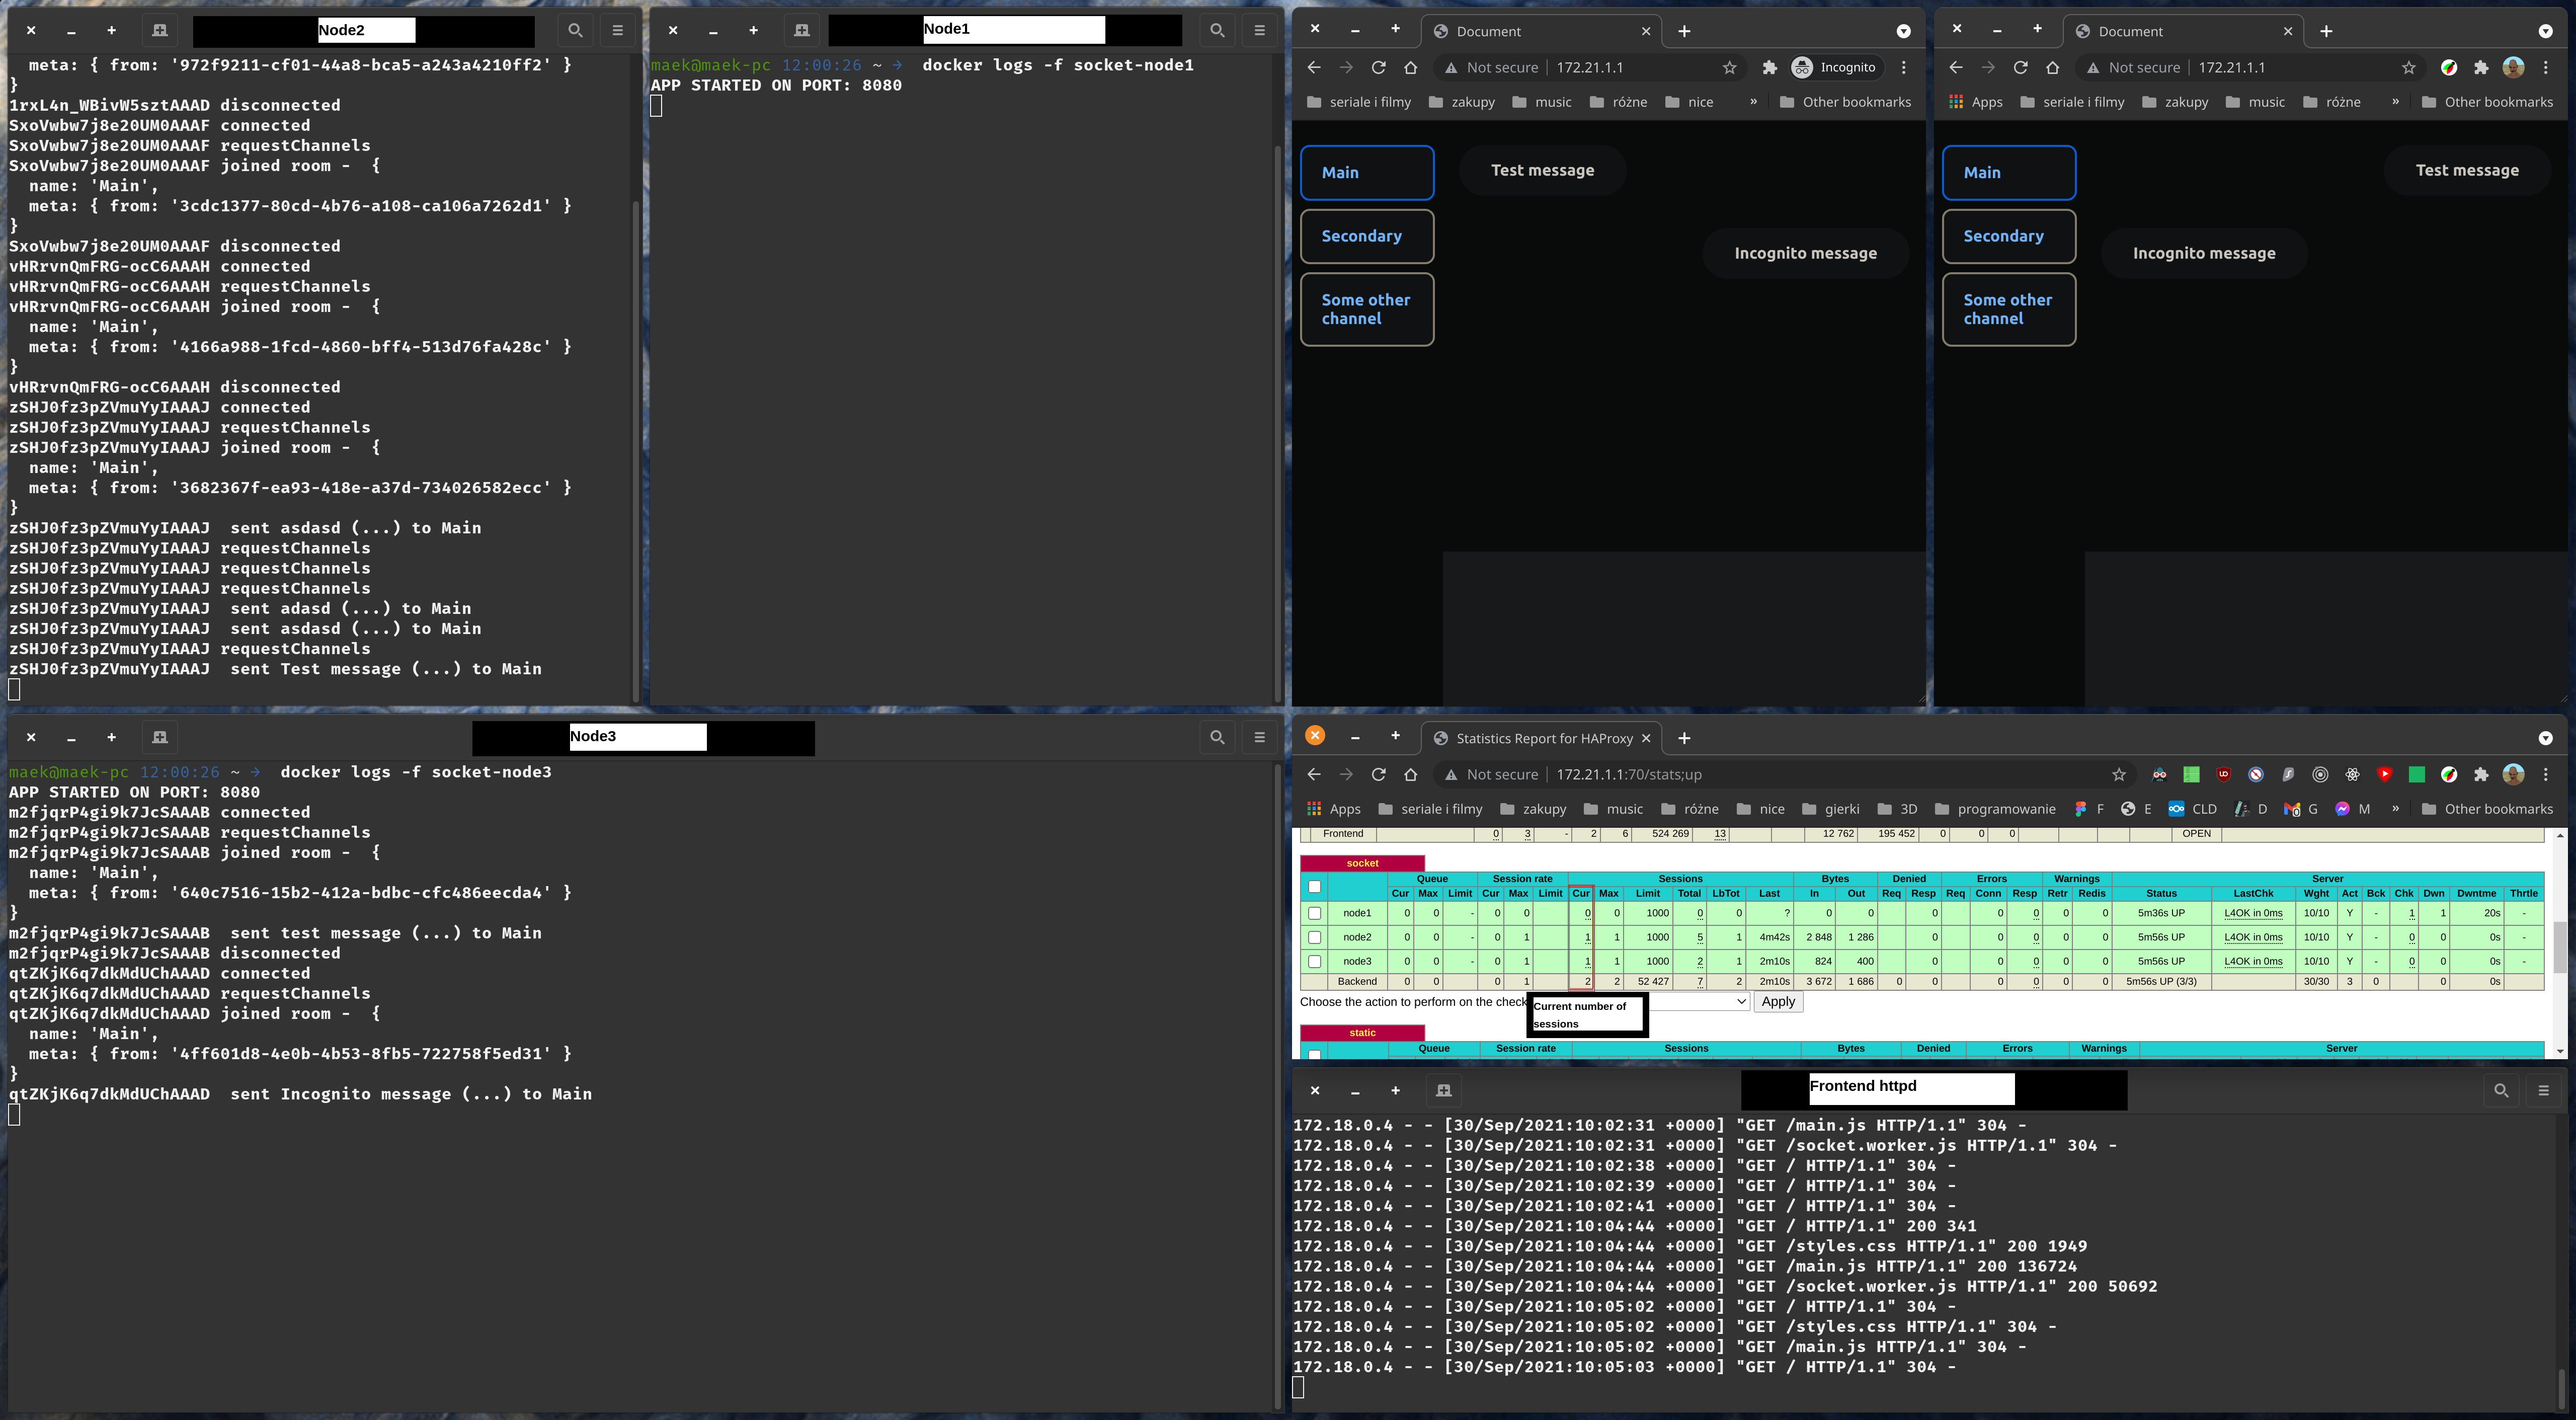 Node2
meta: { from: '972f9211-cf01-44a8-bca5-a243a4210ff2' }
}
1rxL4n_WBivW5sztAAAD disconnected
SxoVwbw7j8e20UM0AAAF connected
SxoVwbw7j8e20UM0AAAF requestChannels
SxoVwbw7j8e20UM0AAAF joined room - {
name: 'Main',
meta: { from: '3cdc1377-80cd-4b76-a108-ca106a7262d1' }
}
SxoVwbw7j8e20UM0AAAF disconnected
vHRrvnQmFRG-ocC6AAAH connected
vHRrvnQmFRG-ocC6AAAH requestChannels
vHRrvnQmFRG-ocC6AAAH joined room - {
name: 'Main',
meta: { from: '4166a988-1fcd-4860-bff4-513d76fa428c' }
}
vHRrvnQmFRG-ocC6AAAH disconnected
zSHJ0fz3pZVmuYyIAAAJ connected
zSHJ0fz3pZVmuYyIAAAJ requestChannels
zSHJ0fz3pZVmuYyIAAAJ joined room - {
name: 'Main',
meta: { from: '3682367f-ea93-418e-a37d-734026582ecc' }
}
zSHJ0fz3pZVmuYyIAAAJ sent asdasd (...) to Main
zSHJ0fz3pZVmuYyIAAAJ requestChannels
zSHJ0fz3pZVmuYyIAAAJ requestChannels
zSHJ0fz3pZVmuYyIAAAJ requestChannels
zSHJ0fz3pZVmuYyIAAAJ sent adasd (...) to Main
zSHJ0fz3pZVmuYyIAAAJ sent asdasd (...) to Main
zSHJ0fz3pZVmuYyIAAAJ requestChannels
zSHJ0fz3pZVmuYyIAAAJ sent Test message (...) to Main
Node1
maek@maek-pc 12:00:26 ~ → docker logs -f socket-node1
APP STARTED ON PORT: 8080
Document
Not secure 172.21.1.1 Incognito
seriale i filmy zakupy music różne nice » Other bookmarks
Main
Secondary
Some other
channel
Test message
Incognito message
Document
Not secure 172.21.1.1
Apps seriale i filmy zakupy music różne » Other bookmarks
Main
Secondary
Some other
channel
Test message
Incognito message
Node3
maek@maek-pc 12:00:26 ~ → docker logs -f socket-node3
APP STARTED ON PORT: 8080
m2fjqrP4gi9k7JcSAAAB connected
m2fjqrP4gi9k7JcSAAAB requestChannels
m2fjqrP4gi9k7JcSAAAB joined room - {
name: 'Main',
meta: { from: '640c7516-15b2-412a-bdbc-cfc486eecda4' }
}
m2fjqrP4gi9k7JcSAAAB sent test message (...) to Main
m2fjqrP4gi9k7JcSAAAB disconnected
qtZKjK6q7dkMdUChAAAD connected
qtZKjK6q7dkMdUChAAAD requestChannels
qtZKjK6q7dkMdUChAAAD joined room - {
name: 'Main',
meta: { from: '4ff601d8-4e0b-4b53-8fb5-722758f5ed31' }
}
qtZKjK6q7dkMdUChAAAD sent Incognito message (...) to Main
Statistics Report for HAProxy
Not secure 172.21.1.1:70/stats;up
Apps seriale i filmy zakupy music różne nice gierki 3D programowanie F E CLD D G M » Other bookmarks
Frontend 0 3 - 2 6 524 269 13 12 762 195 452 0 0 0 OPEN
socket
Queue Session rate Sessions Bytes Denied Errors Warnings Server
Cur Max Limit Cur Max Limit Cur Max Limit Total LbTot Last In Out Req Resp Req Conn Resp Retr Redis Status LastChk Wght Act Bck Chk Dwn Dwntme Thrtle
node1 0 0 - 0 0 0 0 1000 0 0 ? 0 0 0 0 0 0 0 5m36s UP L4OK in 0ms 10/10 Y - 1 1 20s -
node2 0 0 - 0 1 1 1 1000 5 1 4m42s 2 848 1 286 0 0 0 0 0 5m56s UP L4OK in 0ms 10/10 Y - 0 0 0s -
node3 0 0 - 0 1 1 1 1000 2 1 2m10s 824 400 0 0 0 0 0 5m56s UP L4OK in 0ms 10/10 Y - 0 0 0s -
Backend 0 0 0 1 2 2 52 427 7 2 2m10s 3 672 1 686 0 0 0 0 0 0 5m56s UP (3/3) 30/30 3 0 0 0s
Choose the action to perform on the check Apply
Current number of
sessions
static
Queue Session rate Sessions Bytes Denied Errors Warnings Server
Frontend httpd
172.18.0.4 - - [30/Sep/2021:10:02:31 +0000] "GET /main.js HTTP/1.1" 304 -
172.18.0.4 - - [30/Sep/2021:10:02:31 +0000] "GET /socket.worker.js HTTP/1.1" 304 -
172.18.0.4 - - [30/Sep/2021:10:02:38 +0000] "GET / HTTP/1.1" 304 -
172.18.0.4 - - [30/Sep/2021:10:02:39 +0000] "GET / HTTP/1.1" 304 -
172.18.0.4 - - [30/Sep/2021:10:02:41 +0000] "GET / HTTP/1.1" 304 -
172.18.0.4 - - [30/Sep/2021:10:04:44 +0000] "GET / HTTP/1.1" 200 341
172.18.0.4 - - [30/Sep/2021:10:04:44 +0000] "GET /styles.css HTTP/1.1" 200 1949
172.18.0.4 - - [30/Sep/2021:10:04:44 +0000] "GET /main.js HTTP/1.1" 200 136724
172.18.0.4 - - [30/Sep/2021:10:04:44 +0000] "GET /socket.worker.js HTTP/1.1" 200 50692
172.18.0.4 - - [30/Sep/2021:10:05:02 +0000] "GET / HTTP/1.1" 304 -
172.18.0.4 - - [30/Sep/2021:10:05:02 +0000] "GET /styles.css HTTP/1.1" 304 -
172.18.0.4 - - [30/Sep/2021:10:05:02 +0000] "GET /main.js HTTP/1.1" 304 -
172.18.0.4 - - [30/Sep/2021:10:05:03 +0000] "GET / HTTP/1.1" 304 -